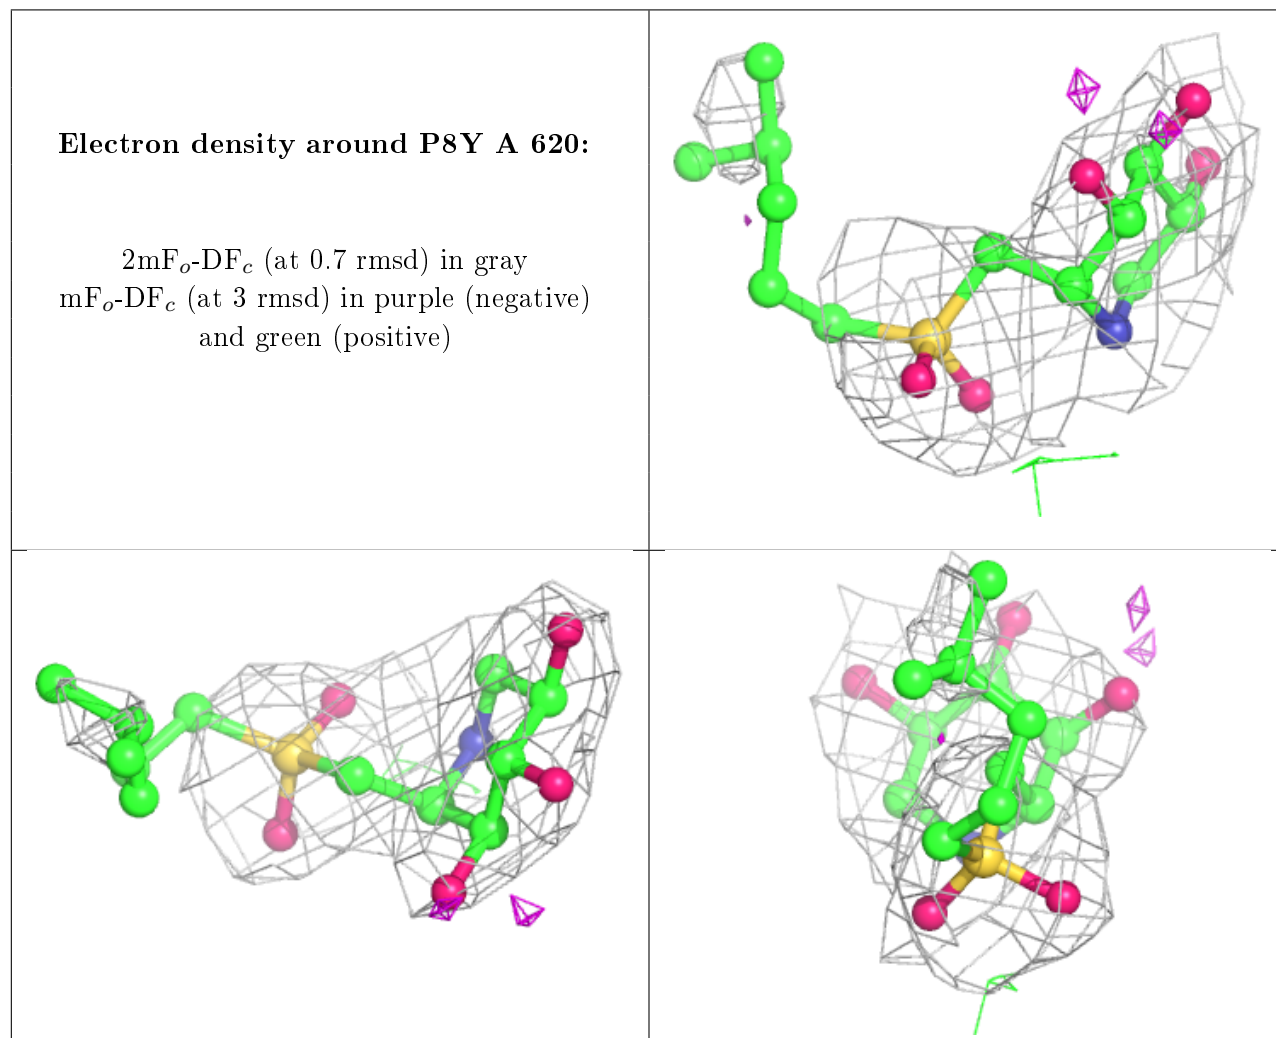 Electron density around P8Y A 620:
2mFo-DFc (at 0.7 rmsd) in gray
mFo-DFc (at 3 rmsd) in purple (negative)
and green (positive)